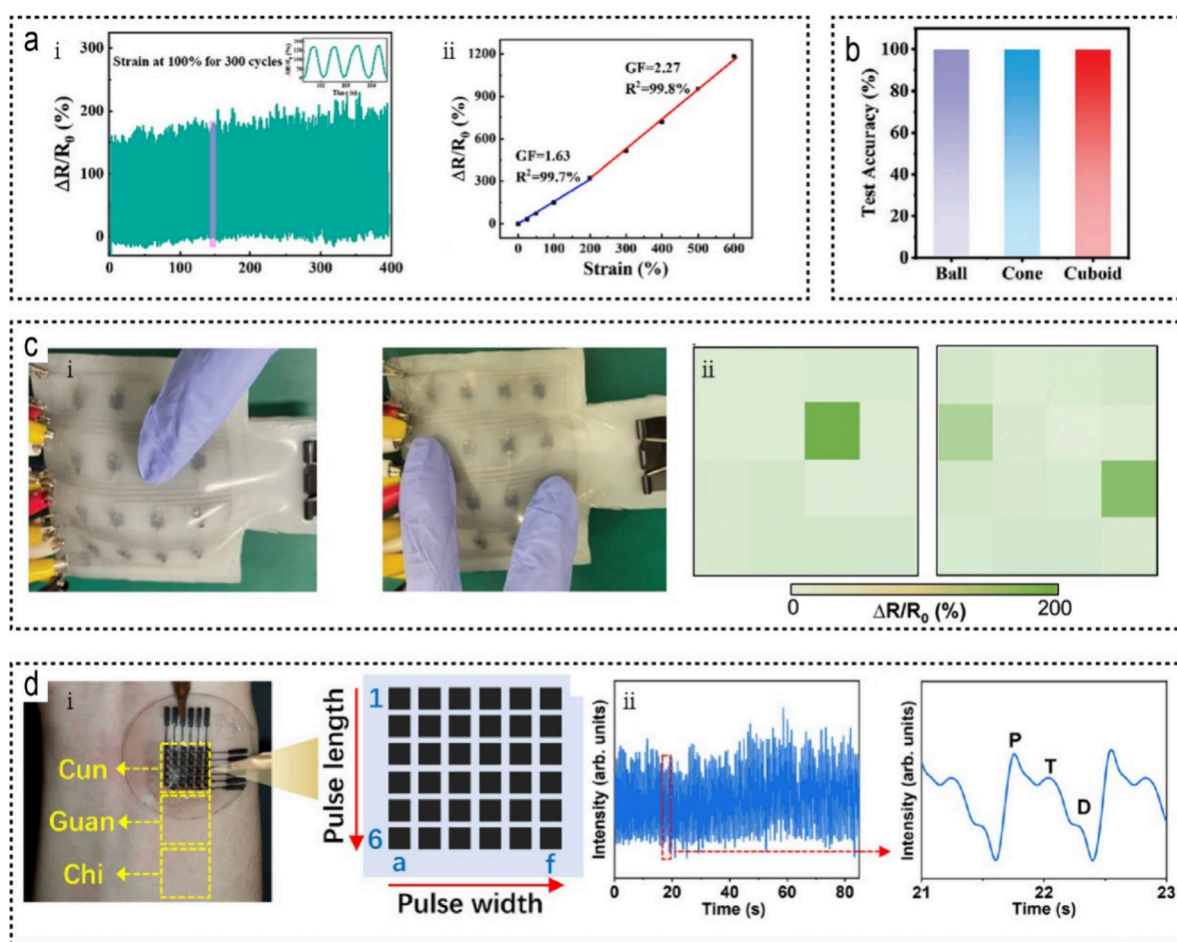 a
i
300
200
100
0
ΔR/R0 (%)
Strain at 100% for 300 cycles
ΔR/R0 (%)
Time (s)
0 100 200 300 400
ii
1200
900
600
300
0
ΔR/R0 (%)
GF=2.27
R²=99.8%
GF=1.63
R²=99.7%
0 100 200 300 400 500 600
Strain (%)
b
100
80
60
40
20
0
Test Accuracy (%)
Ball Cone Cuboid
c
i
ii
0 200
ΔR/R0 (%)
d
i
Cun
Guan
Chi
Pulse length
1
6
a f
Pulse width
ii
Intensity (arb. units)
0 20 40 60 80
Time (s)
Intensity (arb. units)
P
T
D
21 22 23
Time (s)